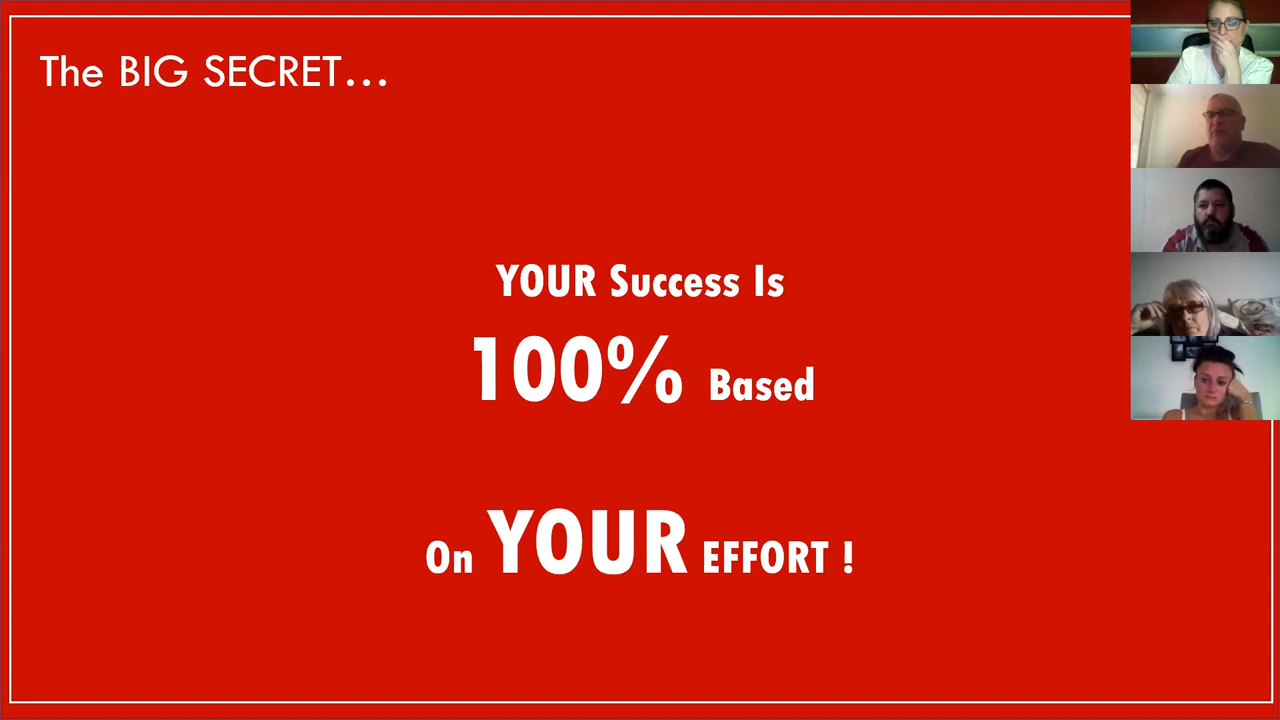 The BIG SECRET...
YOUR Success Is
100% Based
On YOUR EFFORT !